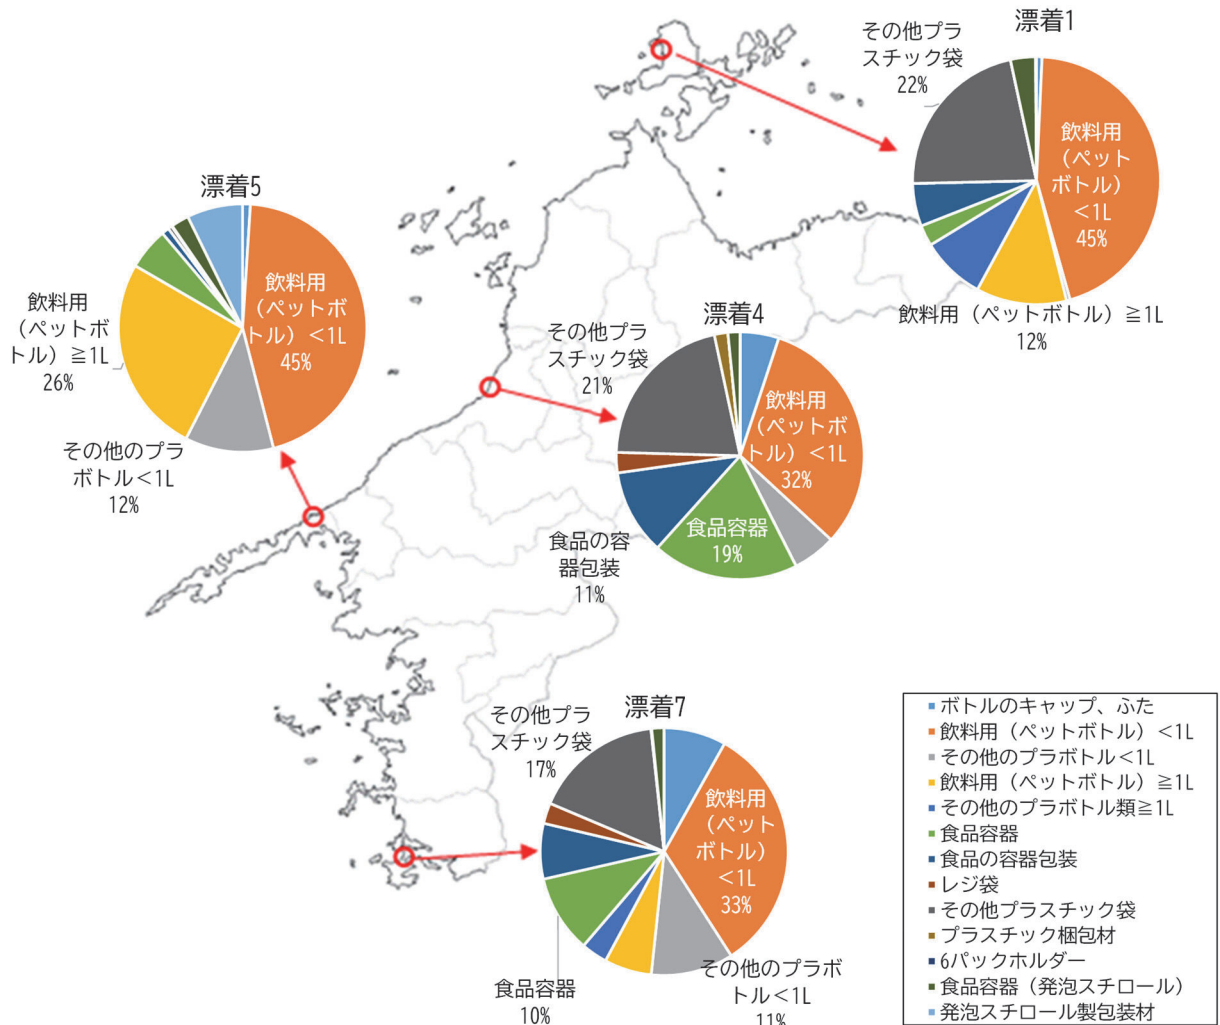 漂着1
その他プラ
スチック袋
22%
飲料用
（ペット
ボトル）
<1L
45%
飲料用（ペットボトル）≧1L
12%
漂着5
飲料用
（ペットボ
トル）<1L
45%
飲料用
（ペットボ
トル）≧1L
26%
その他のプラ
ボトル<1L
12%
漂着4
その他プラ
スチック袋
21%
飲料用
（ペットボ
トル）<1L
32%
食品容器
19%
食品の容
器包装
11%
漂着7
その他プラ
スチック袋
17%
飲料用
（ペット
ボトル）
<1L
33%
その他のプラボ
トル<1L
11%
食品容器
10%
ボトルのキャップ、ふた
飲料用（ペットボトル）<1L
その他のプラボトル<1L
飲料用（ペットボトル）≧1L
その他のプラボトル類≧1L
食品容器
食品の容器包装
レジ袋
その他プラスチック袋
プラスチック梱包材
6パックホルダー
食品容器（発泡スチロール）
発泡スチロール製包装材